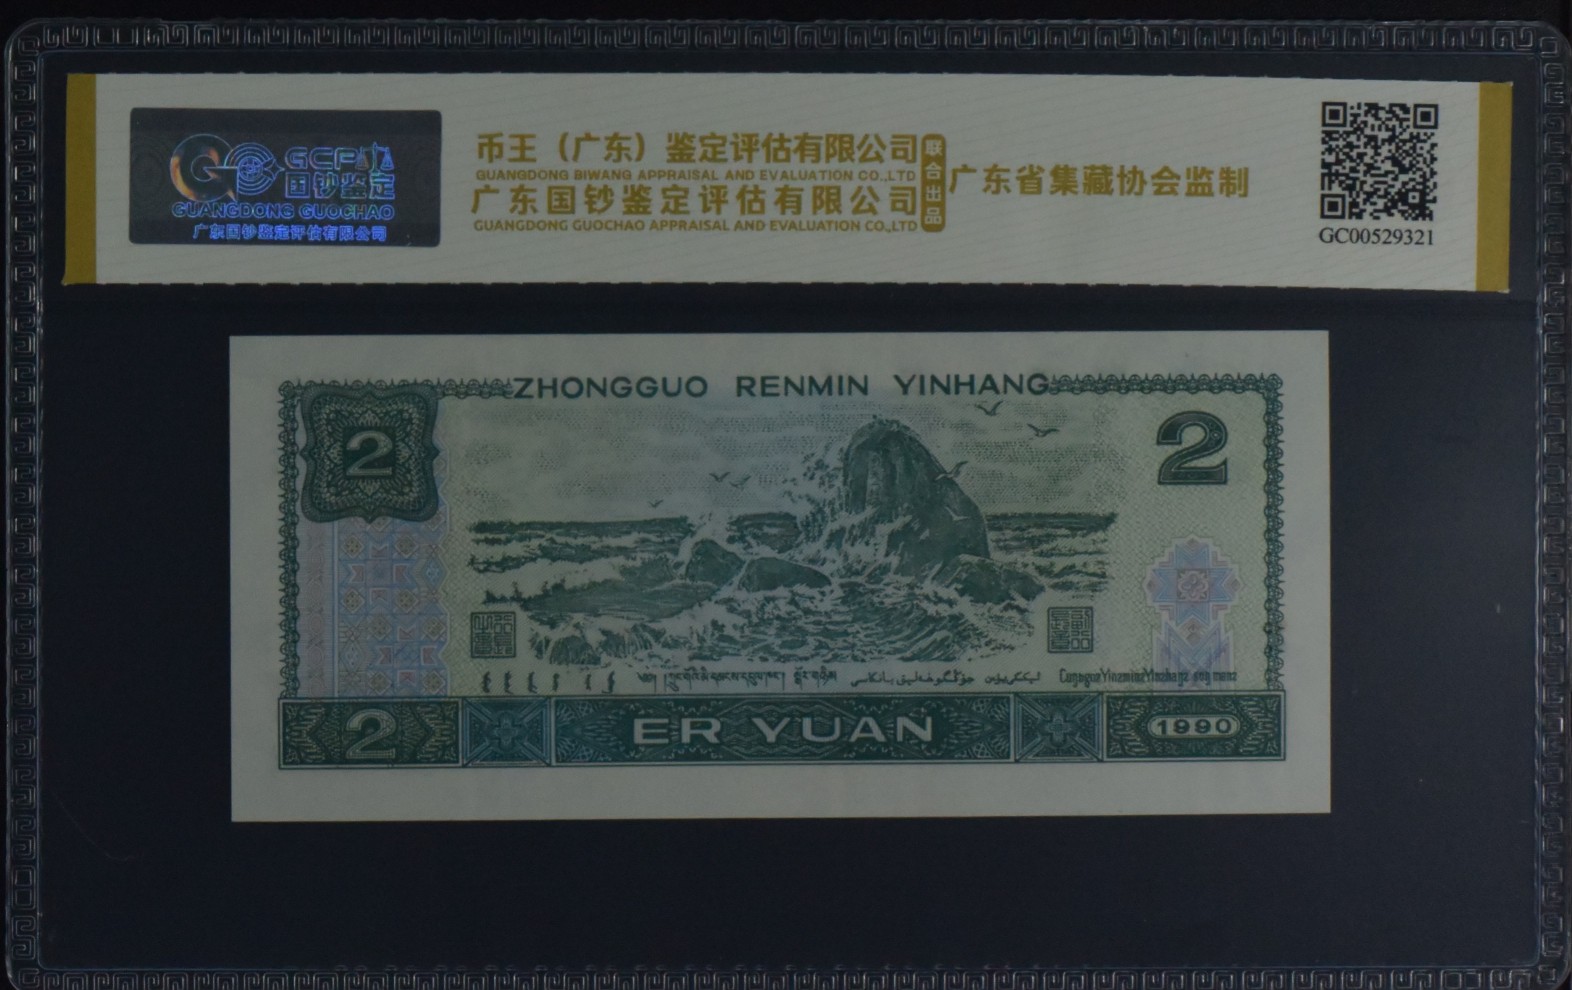 GCP
国钞鉴定
GUANGDONG GUOCHAO
广东国钞鉴定评估有限公司
币王（广东）鉴定评估有限公司
GUANGDONG BIWANG APPRAISAL AND EVALUATION CO.,LTD
广东国钞鉴定评估有限公司
GUANGDONG GUOCHAO APPRAISAL AND EVALUATION CO.,LTD
联合出品
广东省集藏协会监制
GC00529321
ZHONGGUO RENMIN YINHANG
2
2
2
ER YUAN
1990